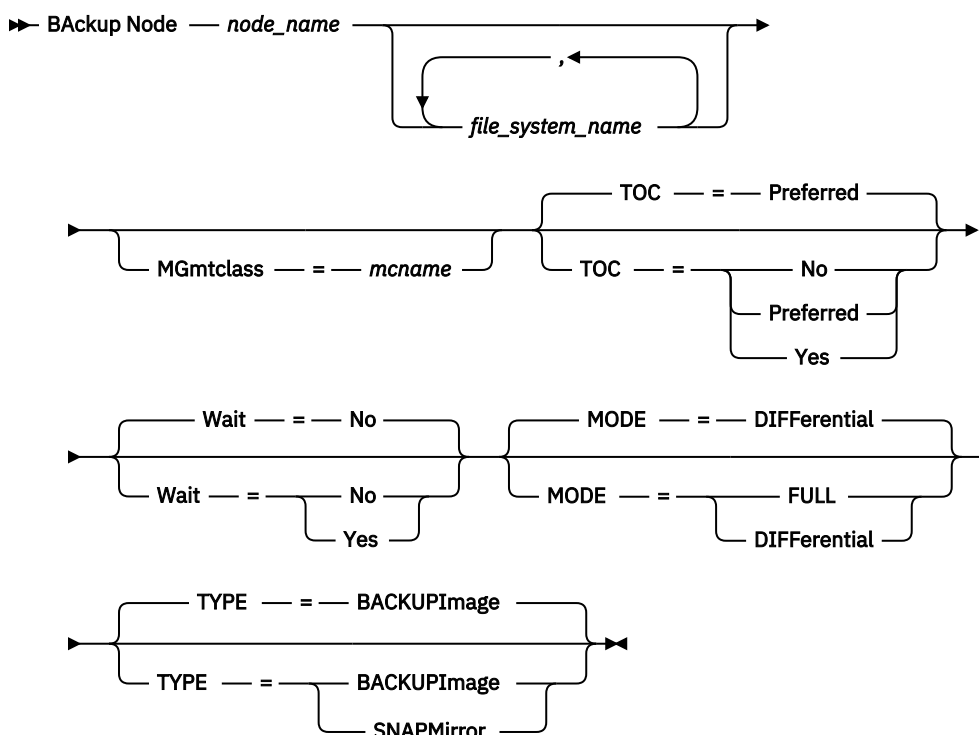 BAckup Node node_name
,
file_system_name
TOC = Preferred
MGmtclass = mcname
TOC = No
Preferred
Yes
Wait = No
MODE = DIFFerential
Wait = No
Yes
MODE = FULL
DIFFerential
TYPE = BACKUPImage
TYPE = BACKUPImage
SNAPMirror